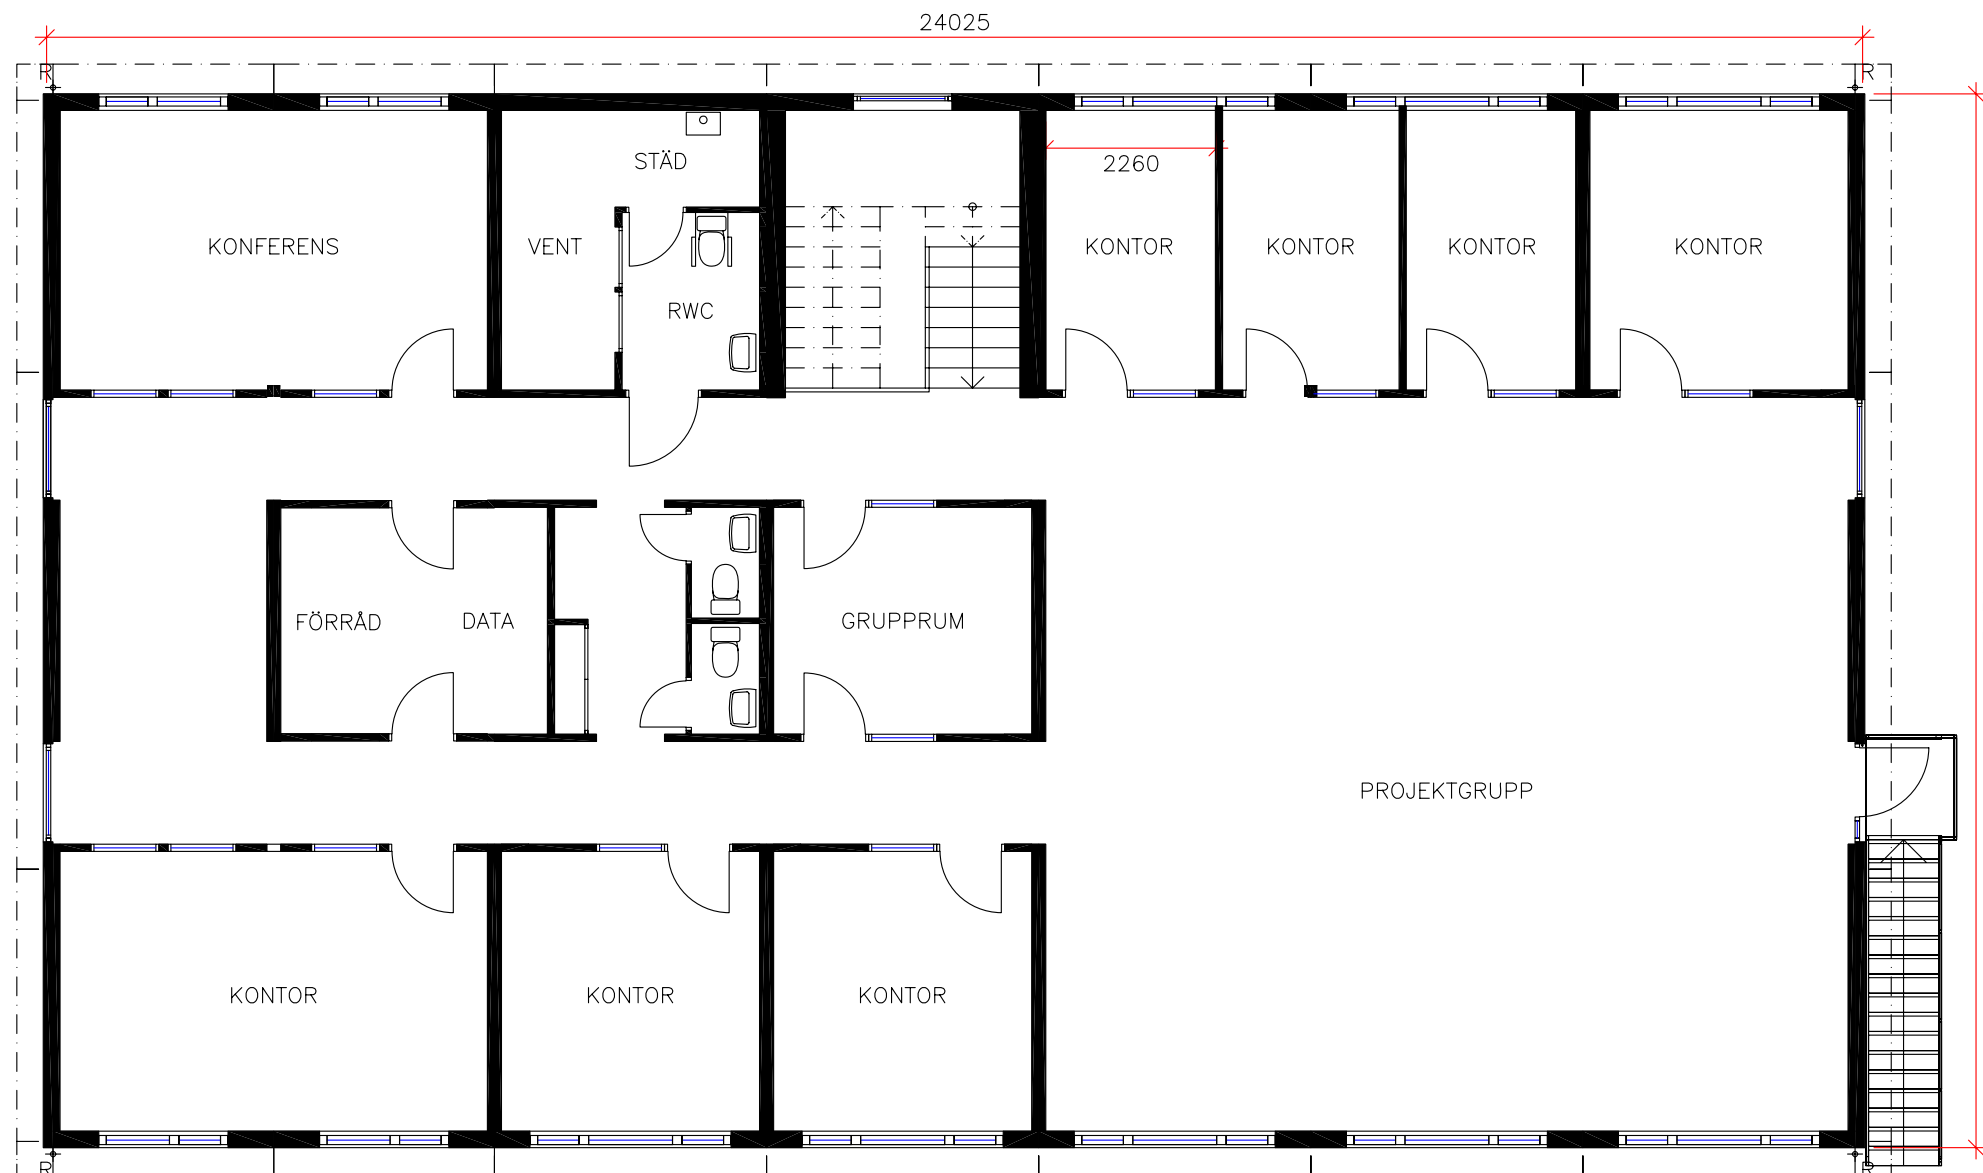 24025
R
R
2260
STÄD
KONFERENS
VENT
KONTOR
KONTOR
KONTOR
KONTOR
RWC
FÖRRÅD
DATA
GRUPPRUM
PROJEKTGRUPP
KONTOR
KONTOR
KONTOR
R
R